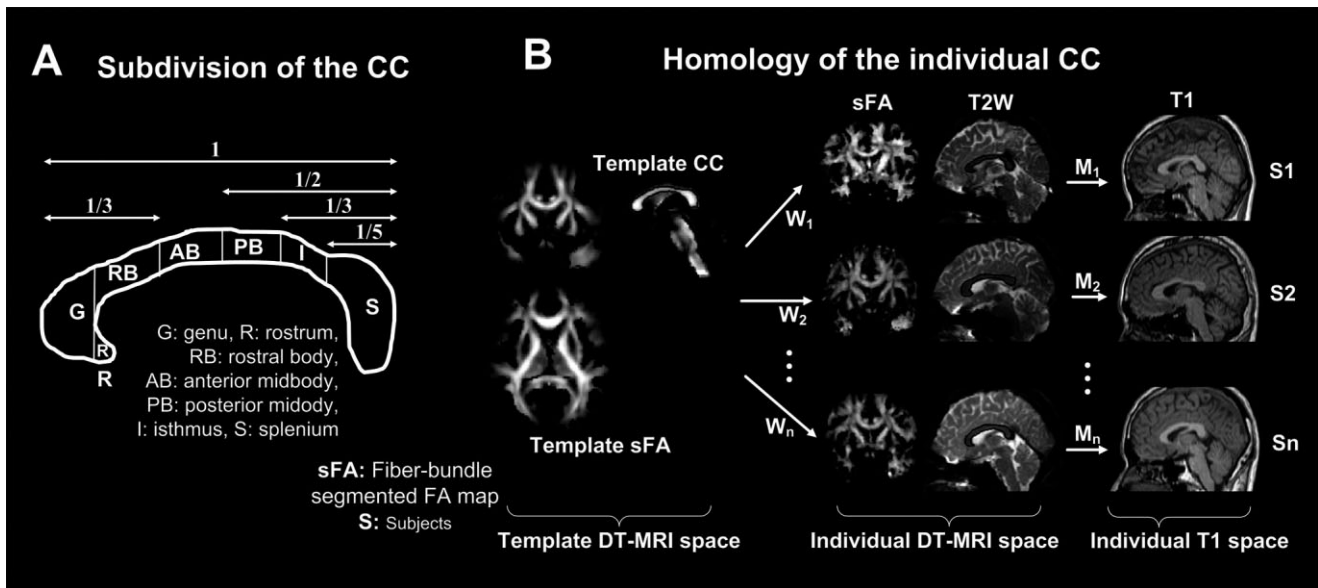 A Subdivision of the CC
1
1/2
1/3 1/3
1/5
G RB AB PB I S
R
R
G: genu, R: rostrum,
RB: rostral body,
AB: anterior midbody,
PB: posterior midody,
I: isthmus, S: splenium
sFA: Fiber-bundle
segmented FA map
S: Subjects
B Homology of the individual CC
sFA T2W T1
Template CC
Template sFA
W1 M1 S1
W2 M2 S2
Wn Mn Sn
Template DT-MRI space Individual DT-MRI space Individual T1 space